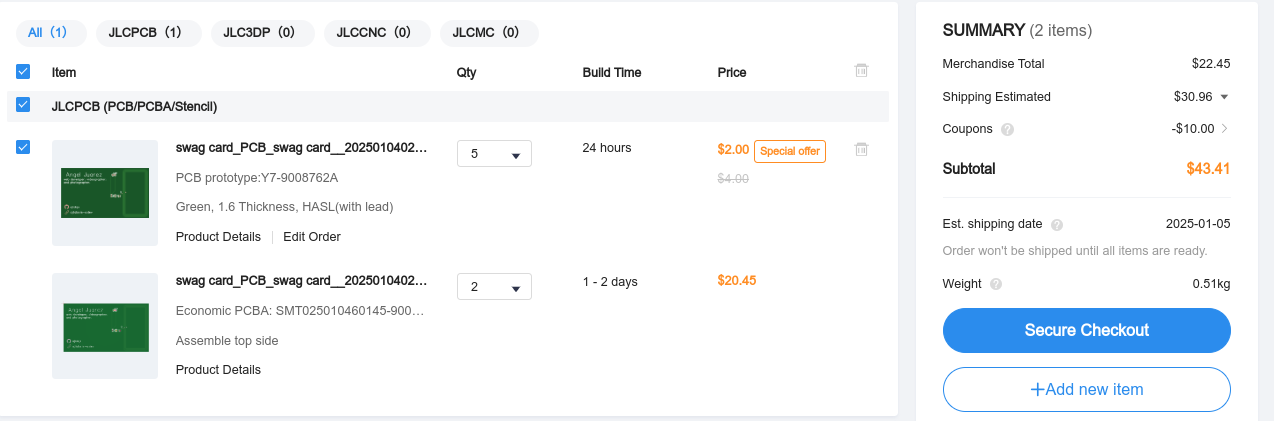 All (1) JLCPCB (1) JLC3DP (0) JLCCNC (0) JLCMC (0)
Item Qty Build Time Price
JLCPCB (PCB/PCBA/Stencil)
swag card_PCB_swag card__2025010402... 5 24 hours $2.00 Special offer
PCB prototype:Y7-9008762A $4.00
Green, 1.6 Thickness, HASL(with lead)
Product Details Edit Order
Angel Juarez
swag card_PCB_swag card__2025010402... 2 1 - 2 days $20.45
Economic PCBA: SMT025010460145-900...
Assemble top side
Product Details
Angel Juarez
SUMMARY (2 items)
Merchandise Total $22.45
Shipping Estimated $30.96
Coupons ? -$10.00
Subtotal $43.41
Est. shipping date ? 2025-01-05
Order won't be shipped until all items are ready.
Weight ? 0.51kg
Secure Checkout
+Add new item